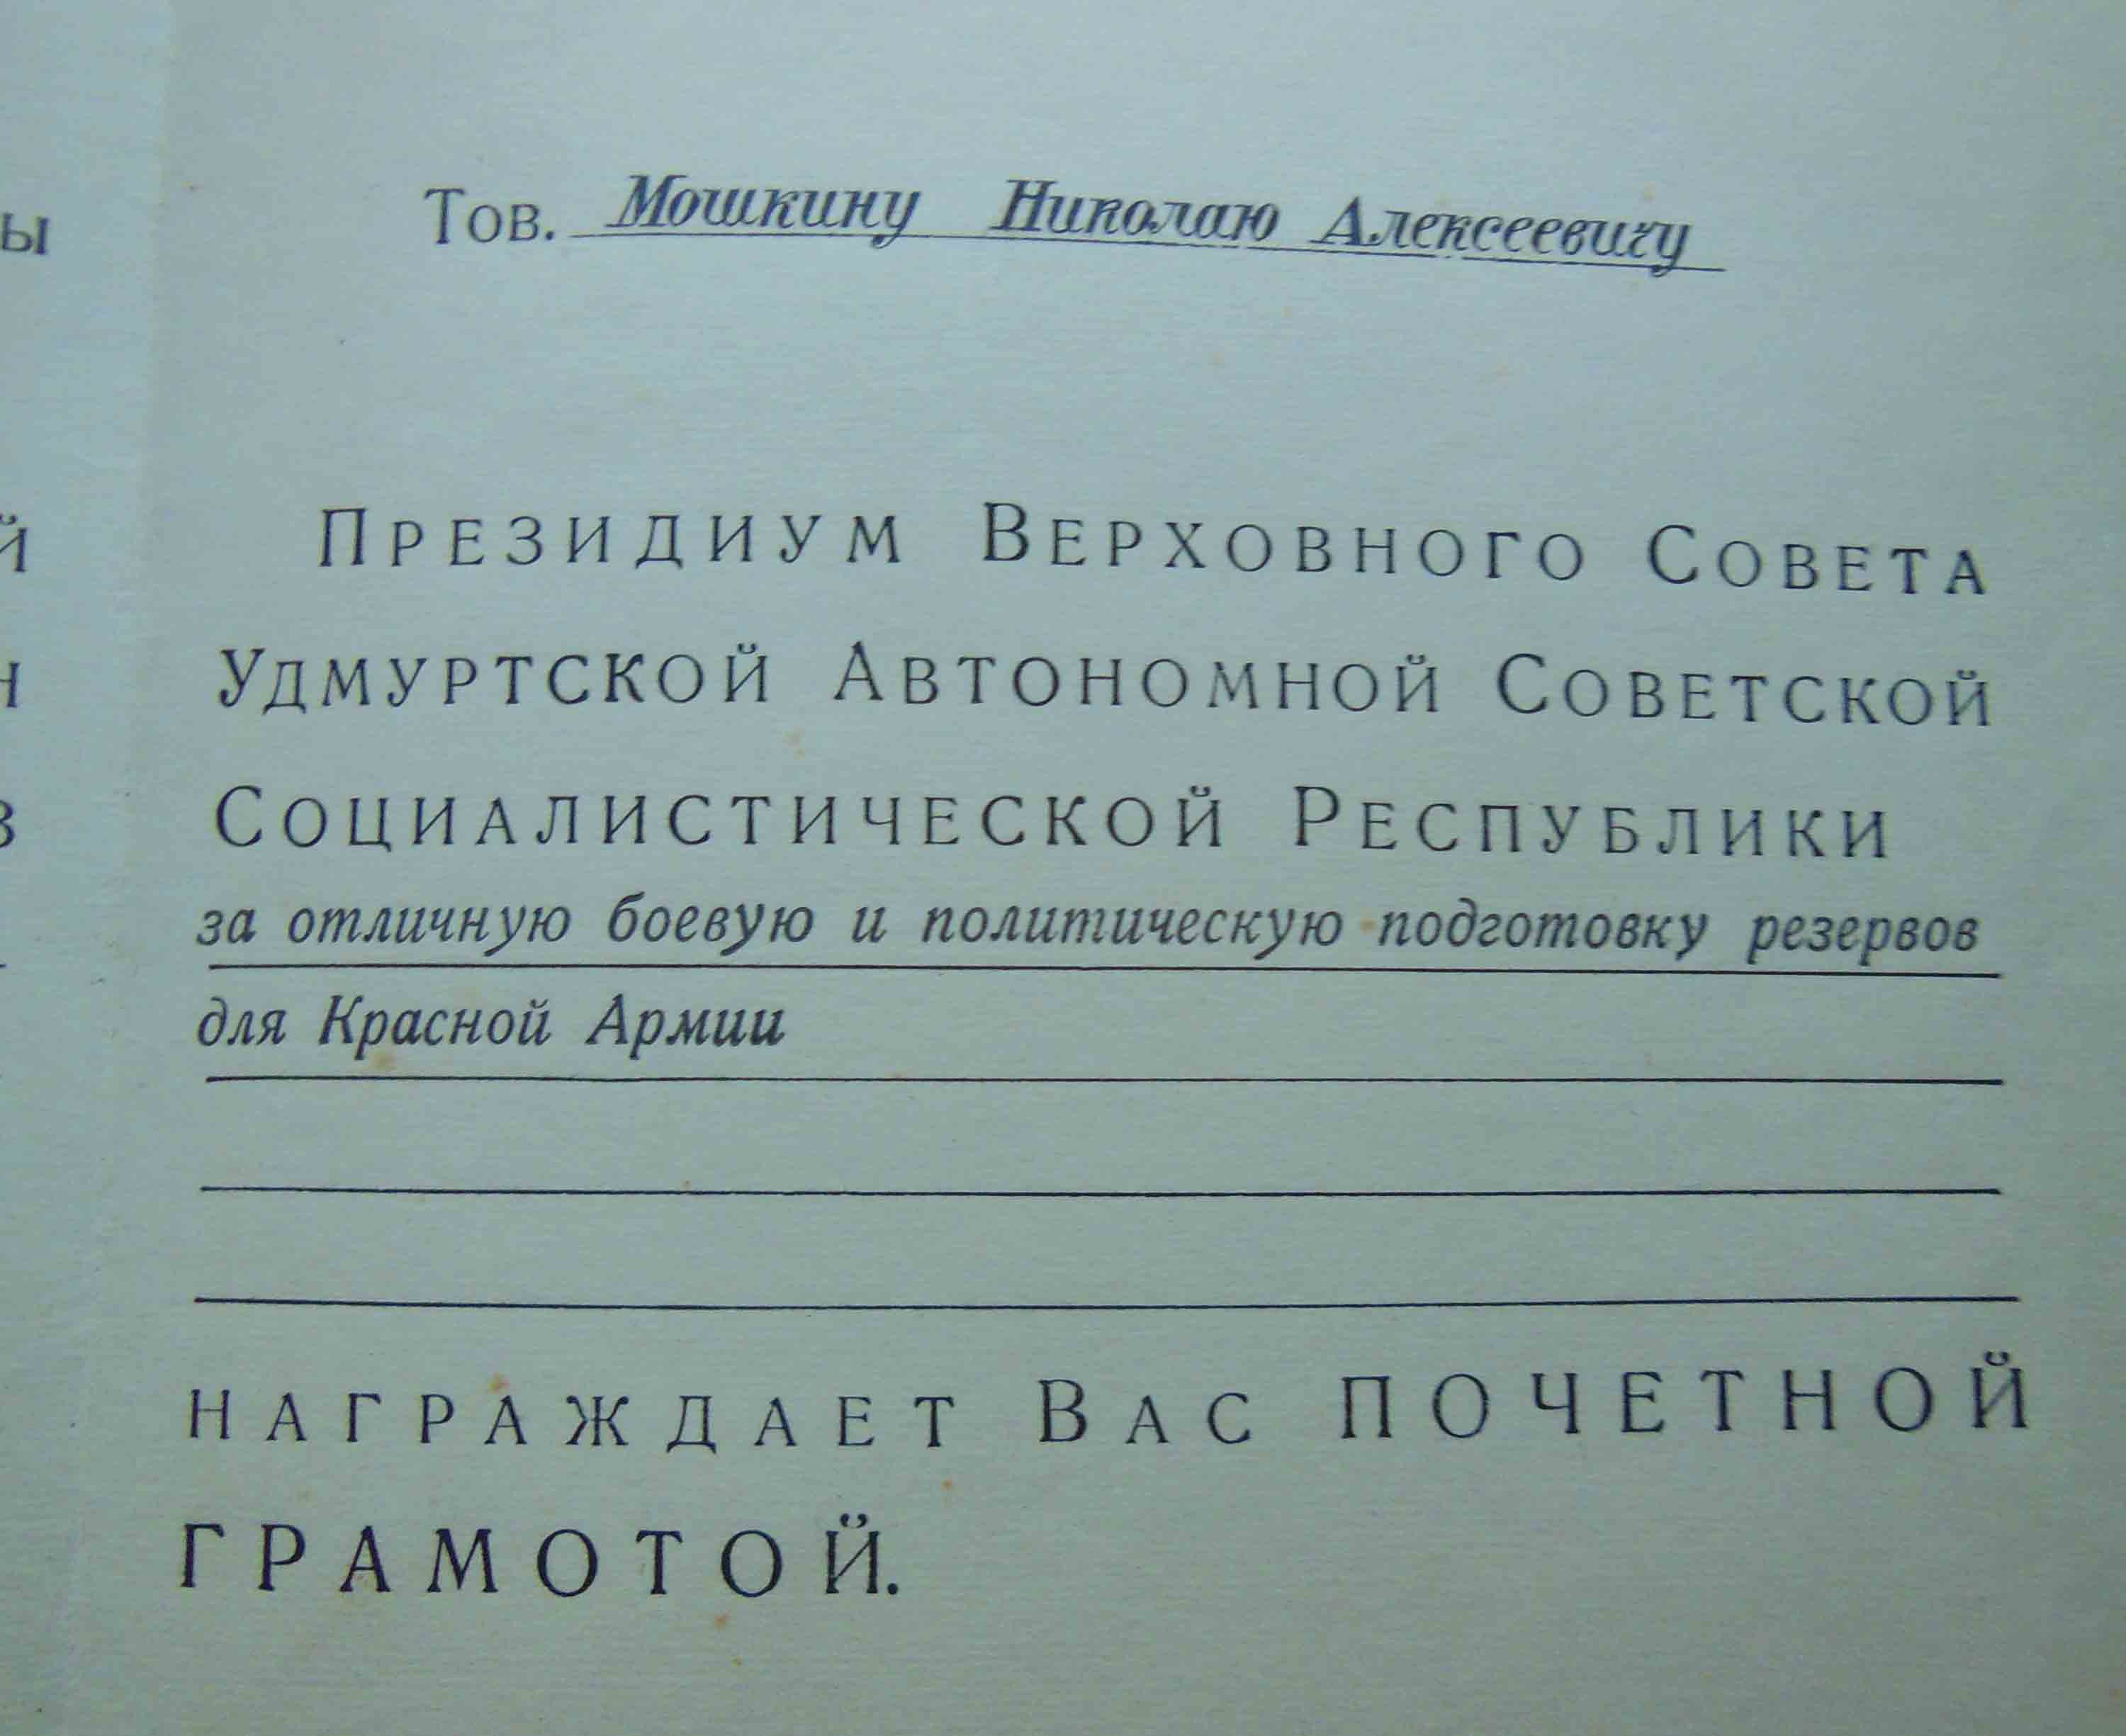 Тов. Мошкину Николаю Алексеевичу
Президиум Верховного Совета
Удмуртской Автономной Советской
Социалистической Республики
за отличную боевую и политическую подготовку резервов
для Красной Армии
награждает Вас почетной
грамотой.